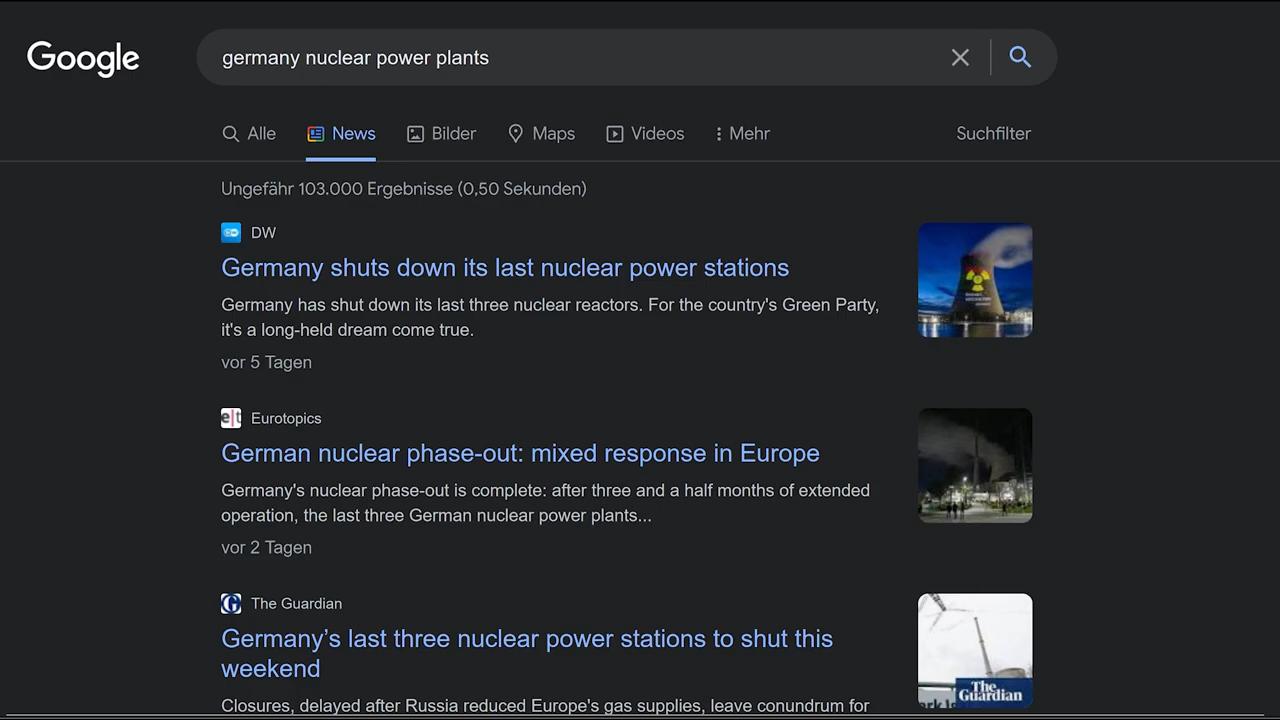 Google
germany nuclear power plants
Alle News Bilder Maps Videos Mehr Suchfilter
Ungefähr 103.000 Ergebnisse (0,50 Sekunden)
DW
Germany shuts down its last nuclear power stations
Germany has shut down its last three nuclear reactors. For the country's Green Party,
it's a long-held dream come true.
vor 5 Tagen
e|t Eurotopics
German nuclear phase-out: mixed response in Europe
Germany's nuclear phase-out is complete: after three and a half months of extended
operation, the last three German nuclear power plants...
vor 2 Tagen
G The Guardian
Germany’s last three nuclear power stations to shut this
weekend
The
Guardian
Closures, delayed after Russia reduced Europe's gas supplies, leave conundrum for